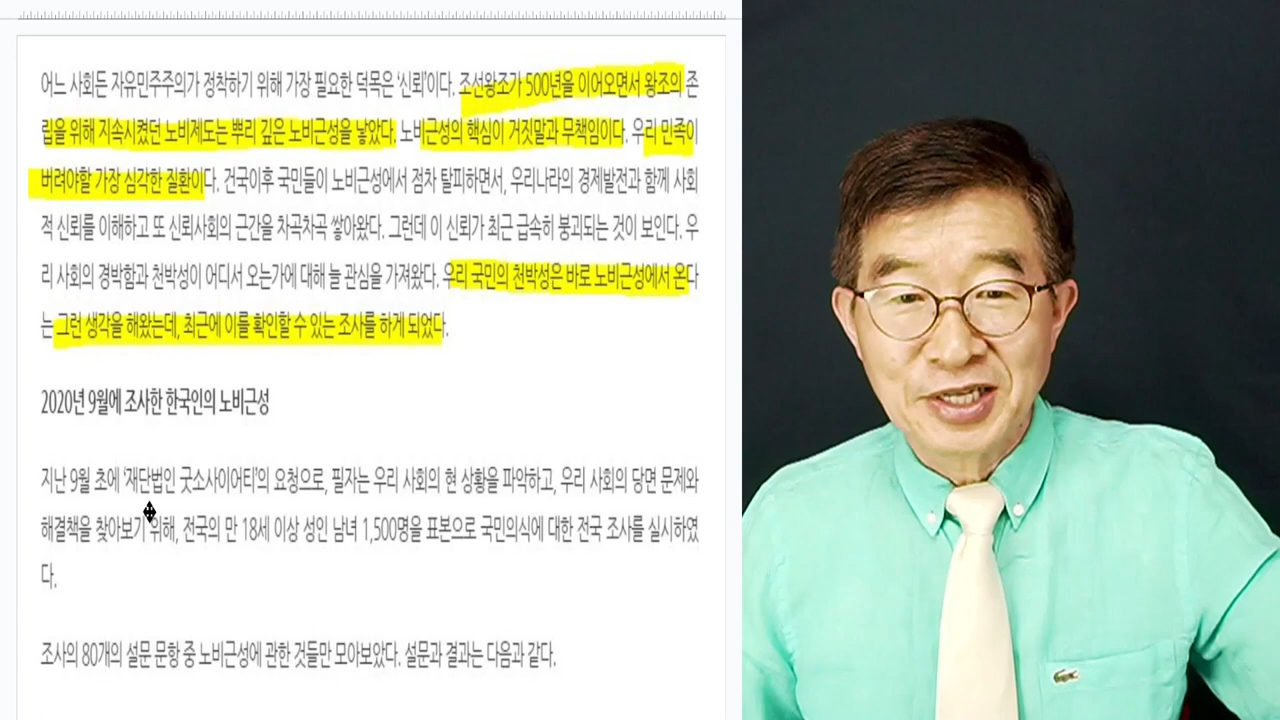 어느 사회든 자유민주주의가 정착하기 위해 가장 필요한 덕목은 '신뢰'이다. 조선왕조가 500년을 이어오면서 왕조의 존
립을 위해 지속시켰던 노비제도는 뿌리 깊은 노비근성을 낳았다. 노비근성의 핵심이 거짓말과 무책임이다. 우리 민족이
버려야할 가장 심각한 질환이다. 건국이후 국민들이 노비근성에서 점차 탈피하면서, 우리나라의 경제발전과 함께 사회
적 신뢰를 이해하고 또 신뢰사회의 근간을 차곡차곡 쌓아왔다. 그런데 이 신뢰가 최근 급속히 붕괴되는 것이 보인다. 우
리 사회의 경박함과 천박성이 어디서 오는가에 대해 늘 관심을 가져왔다. 우리 국민의 천박성은 바로 노비근성에서 온다
는 그런 생각을 해왔는데, 최근에 이를 확인할 수 있는 조사를 하게 되었다.
2020년 9월에 조사한 한국인의 노비근성
지난 9월 초에 '재단법인 굿소사이어티'의 요청으로, 필자는 우리 사회의 현 상황을 파악하고, 우리 사회의 당면 문제와
해결책을 찾아보기 위해, 전국의 만 18세 이상 성인 남녀 1,500명을 표본으로 국민의식에 대한 전국 조사를 실시하였
다.
조사의 80개의 설문 문항 중 노비근성에 관한 것들만 모아보았다. 설문과 결과는 다음과 같다.